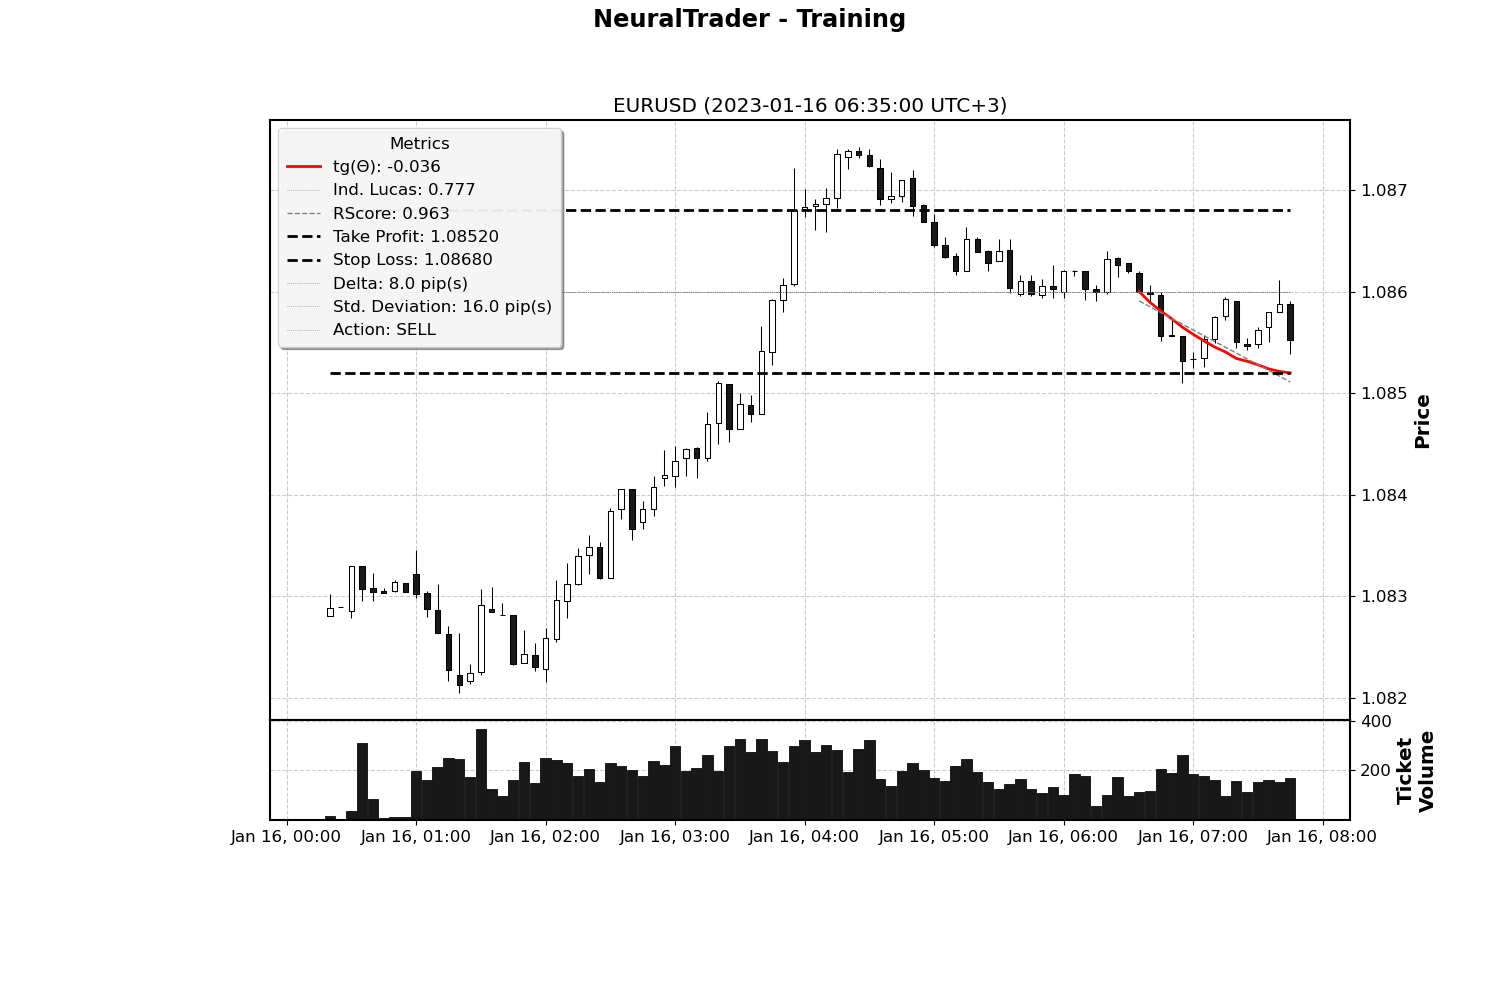 NeuralTrader - Training
EURUSD (2023-01-16 06:35:00 UTC+3)
Metrics
tg(Θ): -0.036
Ind. Lucas: 0.777
RScore: 0.963
Take Profit: 1.08520
Stop Loss: 1.08680
Delta: 8.0 pip(s)
Std. Deviation: 16.0 pip(s)
Action: SELL
1.087
1.086
1.085
1.084
1.083
1.082
Price
400
200
Ticket
Volume
Jan 16, 00:00
Jan 16, 01:00
Jan 16, 02:00
Jan 16, 03:00
Jan 16, 04:00
Jan 16, 05:00
Jan 16, 06:00
Jan 16, 07:00
Jan 16, 08:00